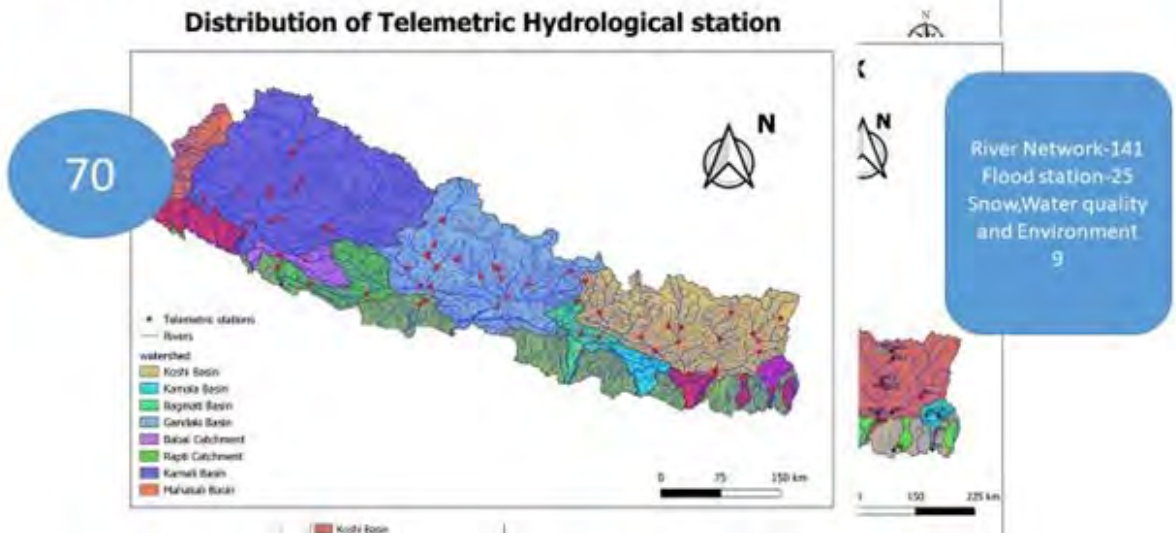 Distribution of Telemetric Hydrological station
N
70
N
N
River Network-141
Flood station-25
Snow,Water quality
and Environment
9
Telemetric stations
Rivers
watershed
Koshi Basin
Kamala Basin
Bagmati Basin
Gandaki Basin
Babai Catchment
Rapti Catchment
Karnali Basin
Mahakali Basin
0 75 150 km
150 225 km
Koshi Basin